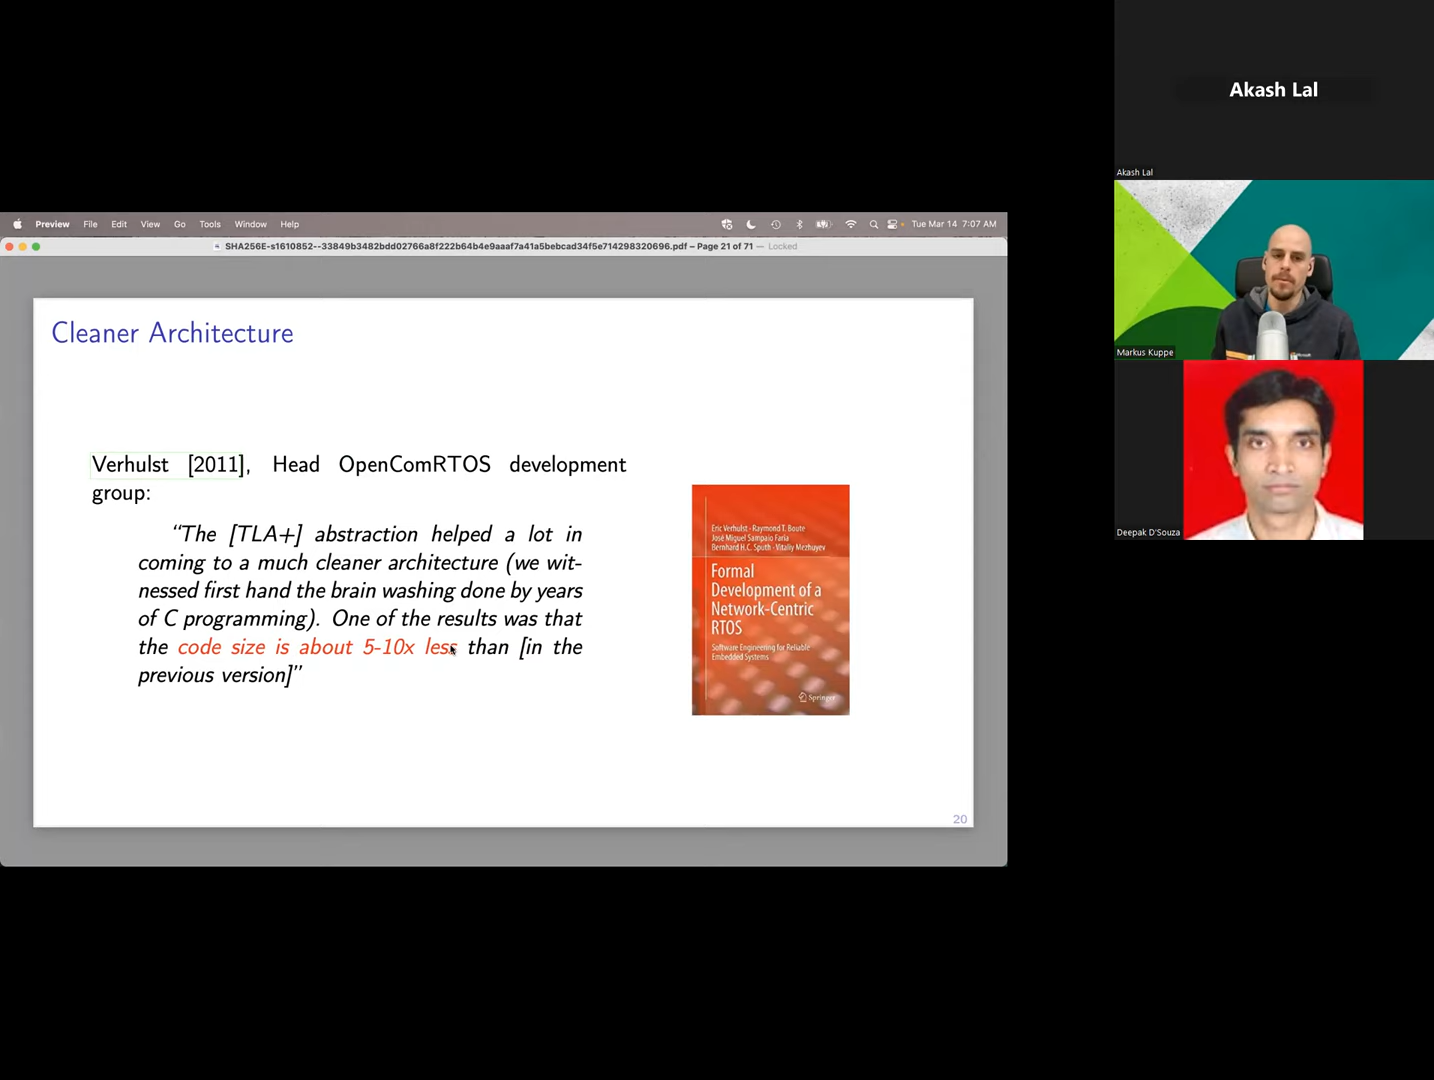 Akash Lal
Akash Lal
Preview File Edit View Go Tools Window Help Tue Mar 14 7:07 AM
SHA256E-s1610852--33849b3482bdd02766a8f222b64b4e9aaaf7a41a5bebcad34f5e714298320696.pdf – Page 21 of 71 — Locked
Markus Kuppe
Deepak D'Souza
Cleaner Architecture
Verhulst [2011], Head OpenComRTOS development
group:
“The [TLA+] abstraction helped a lot in
coming to a much cleaner architecture (we wit-
nessed first hand the brain washing done by years
of C programming). One of the results was that
the code size is about 5-10x less than [in the
previous version]”
Eric Verhulst · Raymond T. Boute
José Miguel Sampaio Faria
Bernhard H.C. Sputh · Vitaliy Mezhuyev
Formal
Development of a
Network-Centric
RTOS
Software Engineering for Reliable
Embedded Systems
Springer
20